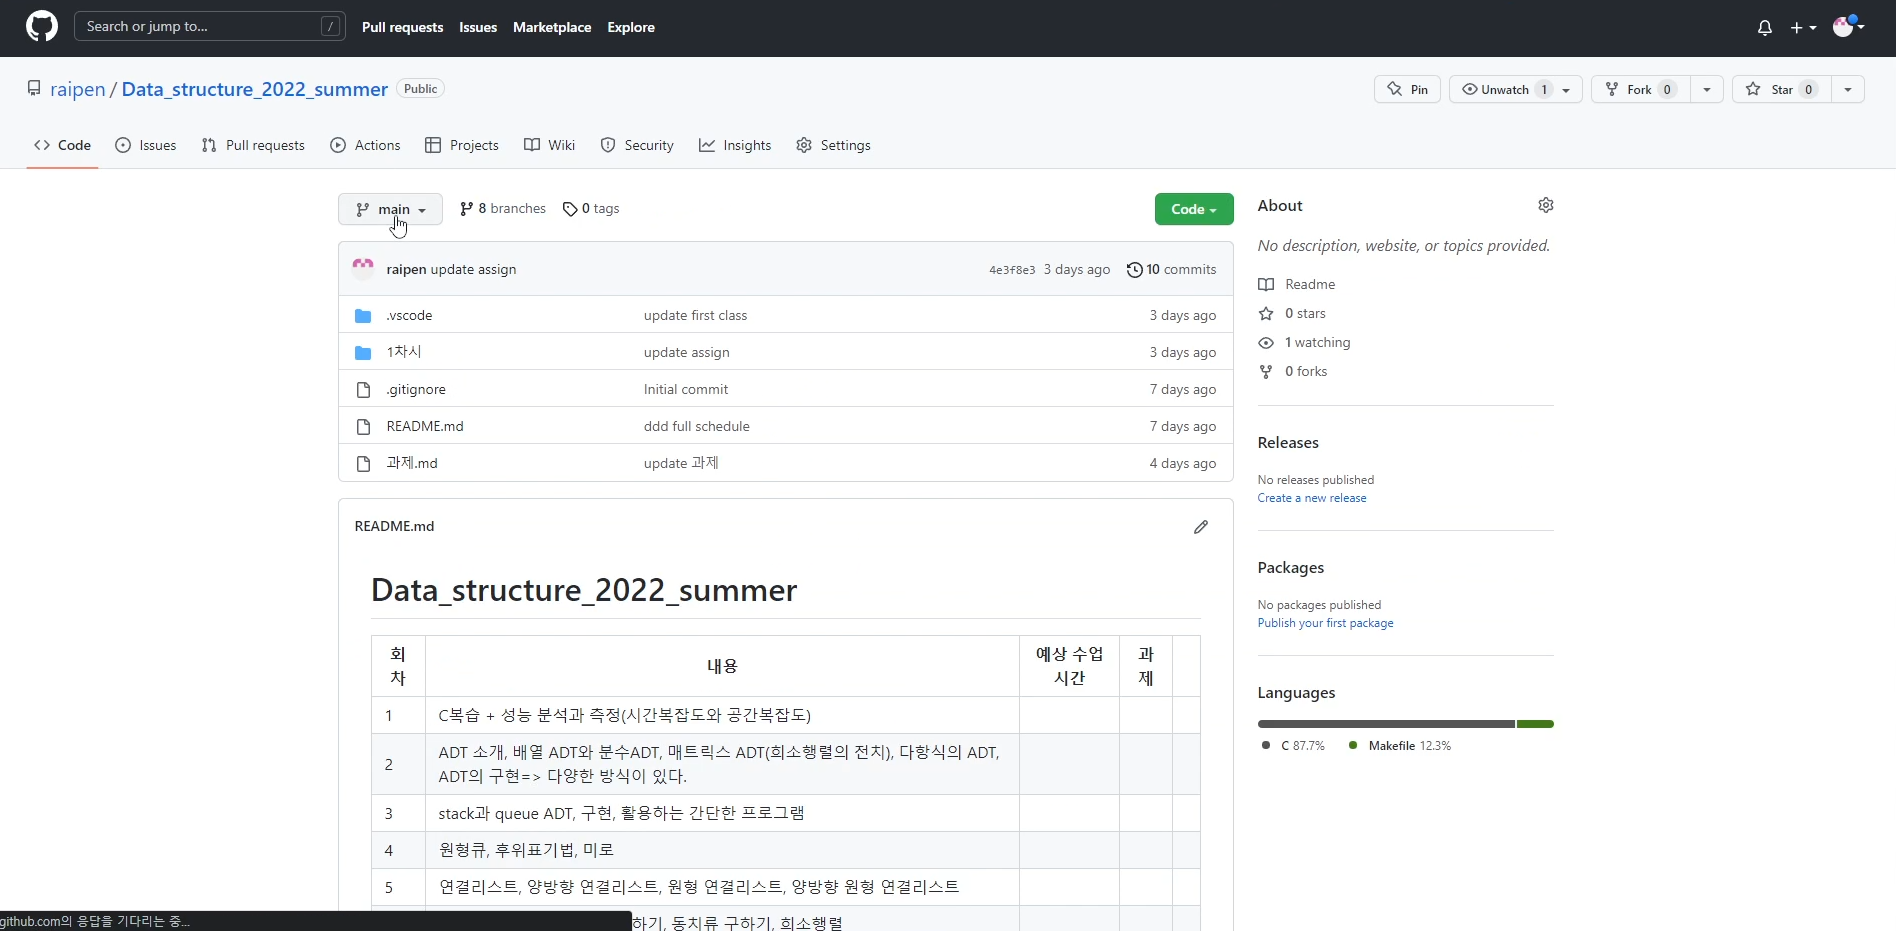 Search or jump to...
/
Pull requests
Issues
Marketplace
Explore
raipen / Data_structure_2022_summer
Public
Pin
Unwatch 1
Fork 0
Star 0
Code
Issues
Pull requests
Actions
Projects
Wiki
Security
Insights
Settings
main
8 branches
0 tags
Code
raipen update assign
4e3f8e3 3 days ago
10 commits
.vscode
update first class
3 days ago
1차시
update assign
3 days ago
.gitignore
Initial commit
7 days ago
README.md
ddd full schedule
7 days ago
과제.md
update 과제
4 days ago
README.md
Data_structure_2022_summer
회
차
내용
예상 수업
시간
과
제
1
C복습 + 성능 분석과 측정(시간복잡도와 공간복잡도)
2
ADT 소개, 배열 ADT와 분수ADT, 매트릭스 ADT(희소행렬의 전치), 다항식의 ADT,
ADT의 구현=> 다양한 방식이 있다.
3
stack과 queue ADT, 구현, 활용하는 간단한 프로그램
4
원형큐, 후위표기법, 미로
5
연결리스트, 양방향 연결리스트, 원형 연결리스트, 양방향 원형 연결리스트
하기, 동치류 구하기, 희소행렬
github.com의 응답을 기다리는 중...
About
No description, website, or topics provided.
Readme
0 stars
1 watching
0 forks
Releases
No releases published
Create a new release
Packages
No packages published
Publish your first package
Languages
C 87.7%
Makefile 12.3%